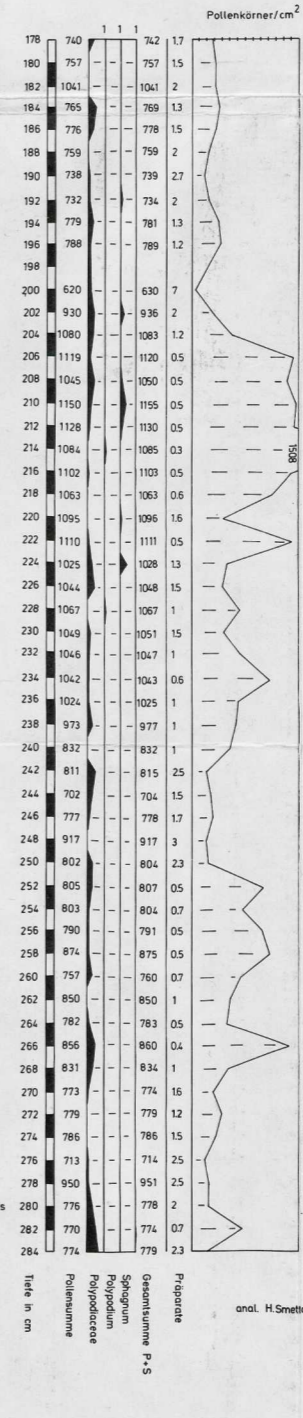 Pollenkörner/cm²
1 1 1
178 740 742 1,7
180 757 757 1.5
182 1041 1041 2
184 765 769 1.3
186 776 778 1.5
188 759 759 2
190 738 739 2.7
192 732 734 2
194 779 781 1.3
196 788 789 1.2
198
200 620 630 7
202 930 936 2
204 1080 1083 1.2
206 1119 1120 0.5
208 1045 1050 0.5
210 1150 1155 0.5
212 1128 1130 0.5
214 1084 1085 0.3 1508
216 1102 1103 0.5
218 1063 1063 0.6
220 1095 1096 1.6
222 1110 1111 0.5
224 1025 1028 1.3
226 1044 1048 1.5
228 1067 1067 1
230 1049 1051 1.5
232 1046 1047 1
234 1042 1043 0.6
236 1024 1025 1
238 973 977 1
240 832 832 1
242 811 815 2.5
244 702 704 1.5
246 777 778 1.7
248 917 917 3
250 802 804 2.3
252 805 807 0.5
254 803 804 0.7
256 790 791 0.5
258 874 875 0.5
260 757 760 0.7
262 850 850 1
264 782 783 0.5
266 856 860 0.4
268 831 834 1
270 773 774 1.6
272 779 779 1.2
274 786 786 1.5
276 713 714 2.5
278 950 951 2.5
s 280 776 778 2
282 770 774 0.7
284 774 779 2.3
Tiefe in cm
Pollensumme
Polypodiaceae
Polypodium
Sphagnum
Gesamtsumme P+S
Präparate
anal. H.Smett